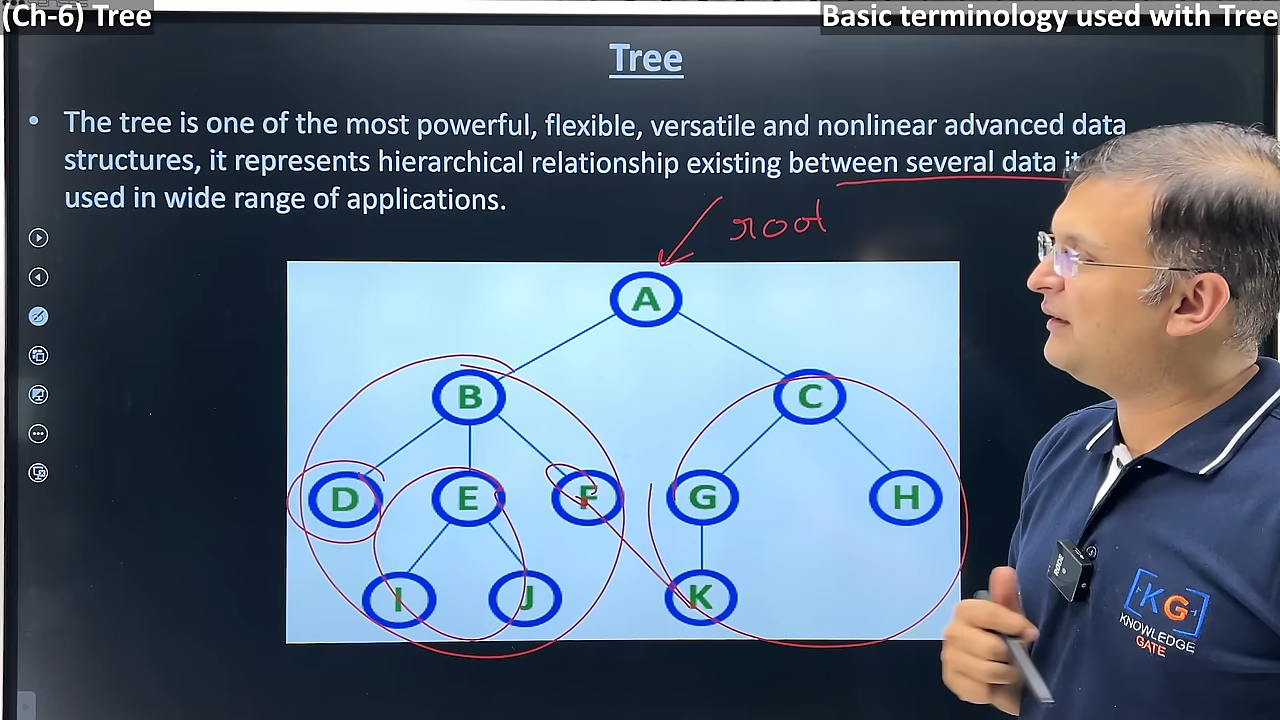 (Ch-6) Tree
Basic terminology used with Tree
Tree
• The tree is one of the most powerful, flexible, versatile and nonlinear advanced data
structures, it represents hierarchical relationship existing between several data
used in wide range of applications.
root
A
B
C
D
E
F
G
H
I
J
K
RODE
KG
KNOWLEDGE
GATE